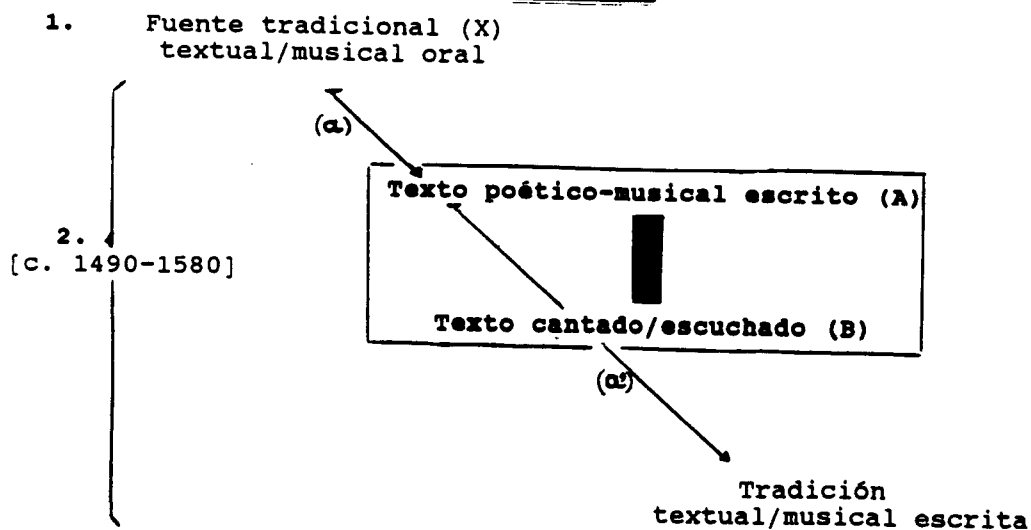 1. Fuente tradicional (X)
textual/musical oral
(a)
Texto poético-musical escrito (A)
2.
[c. 1490-1580]
Texto cantado/escuchado (B)
(a')
Tradición
textual/musical escrita